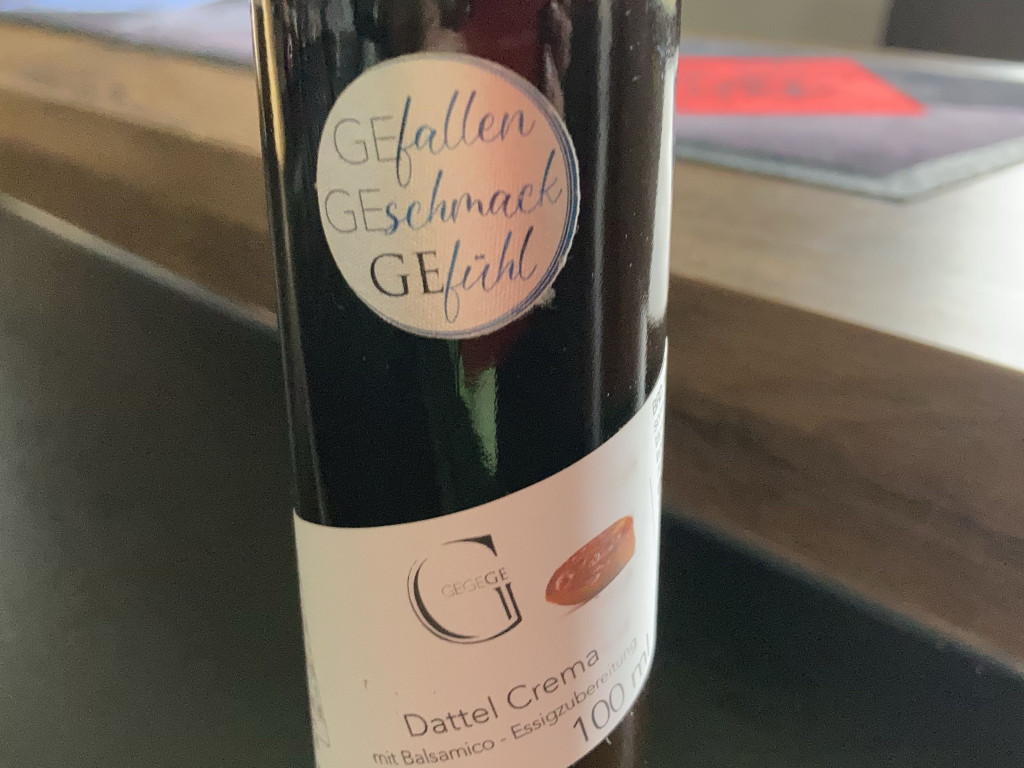 GEfallen
GEschmack
GEfühl
G
GEGEGE
Dattel Crema
mit Balsamico - Essigzubereitung
100 ml